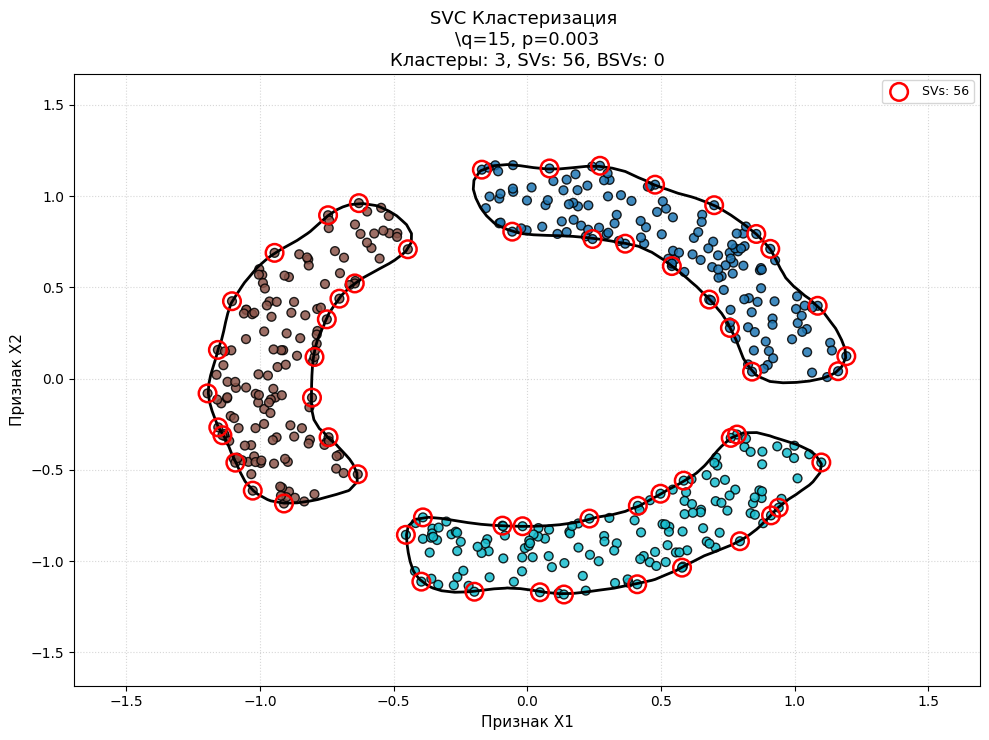 SVC Кластеризация
\q=15, p=0.003
Кластеры: 3, SVs: 56, BSVs: 0
SVs: 56
1.5
1.0
0.5
0.0
−0.5
−1.0
−1.5
Признак X2
−1.5
−1.0
−0.5
0.0
0.5
1.0
1.5
Признак X1